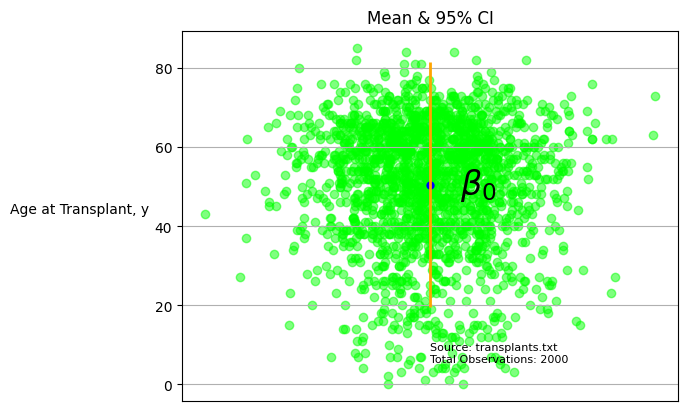 Mean & 95% CI
80
60
β₀
Age at Transplant, y
40
20
Source: transplants.txt
Total Observations: 2000
0